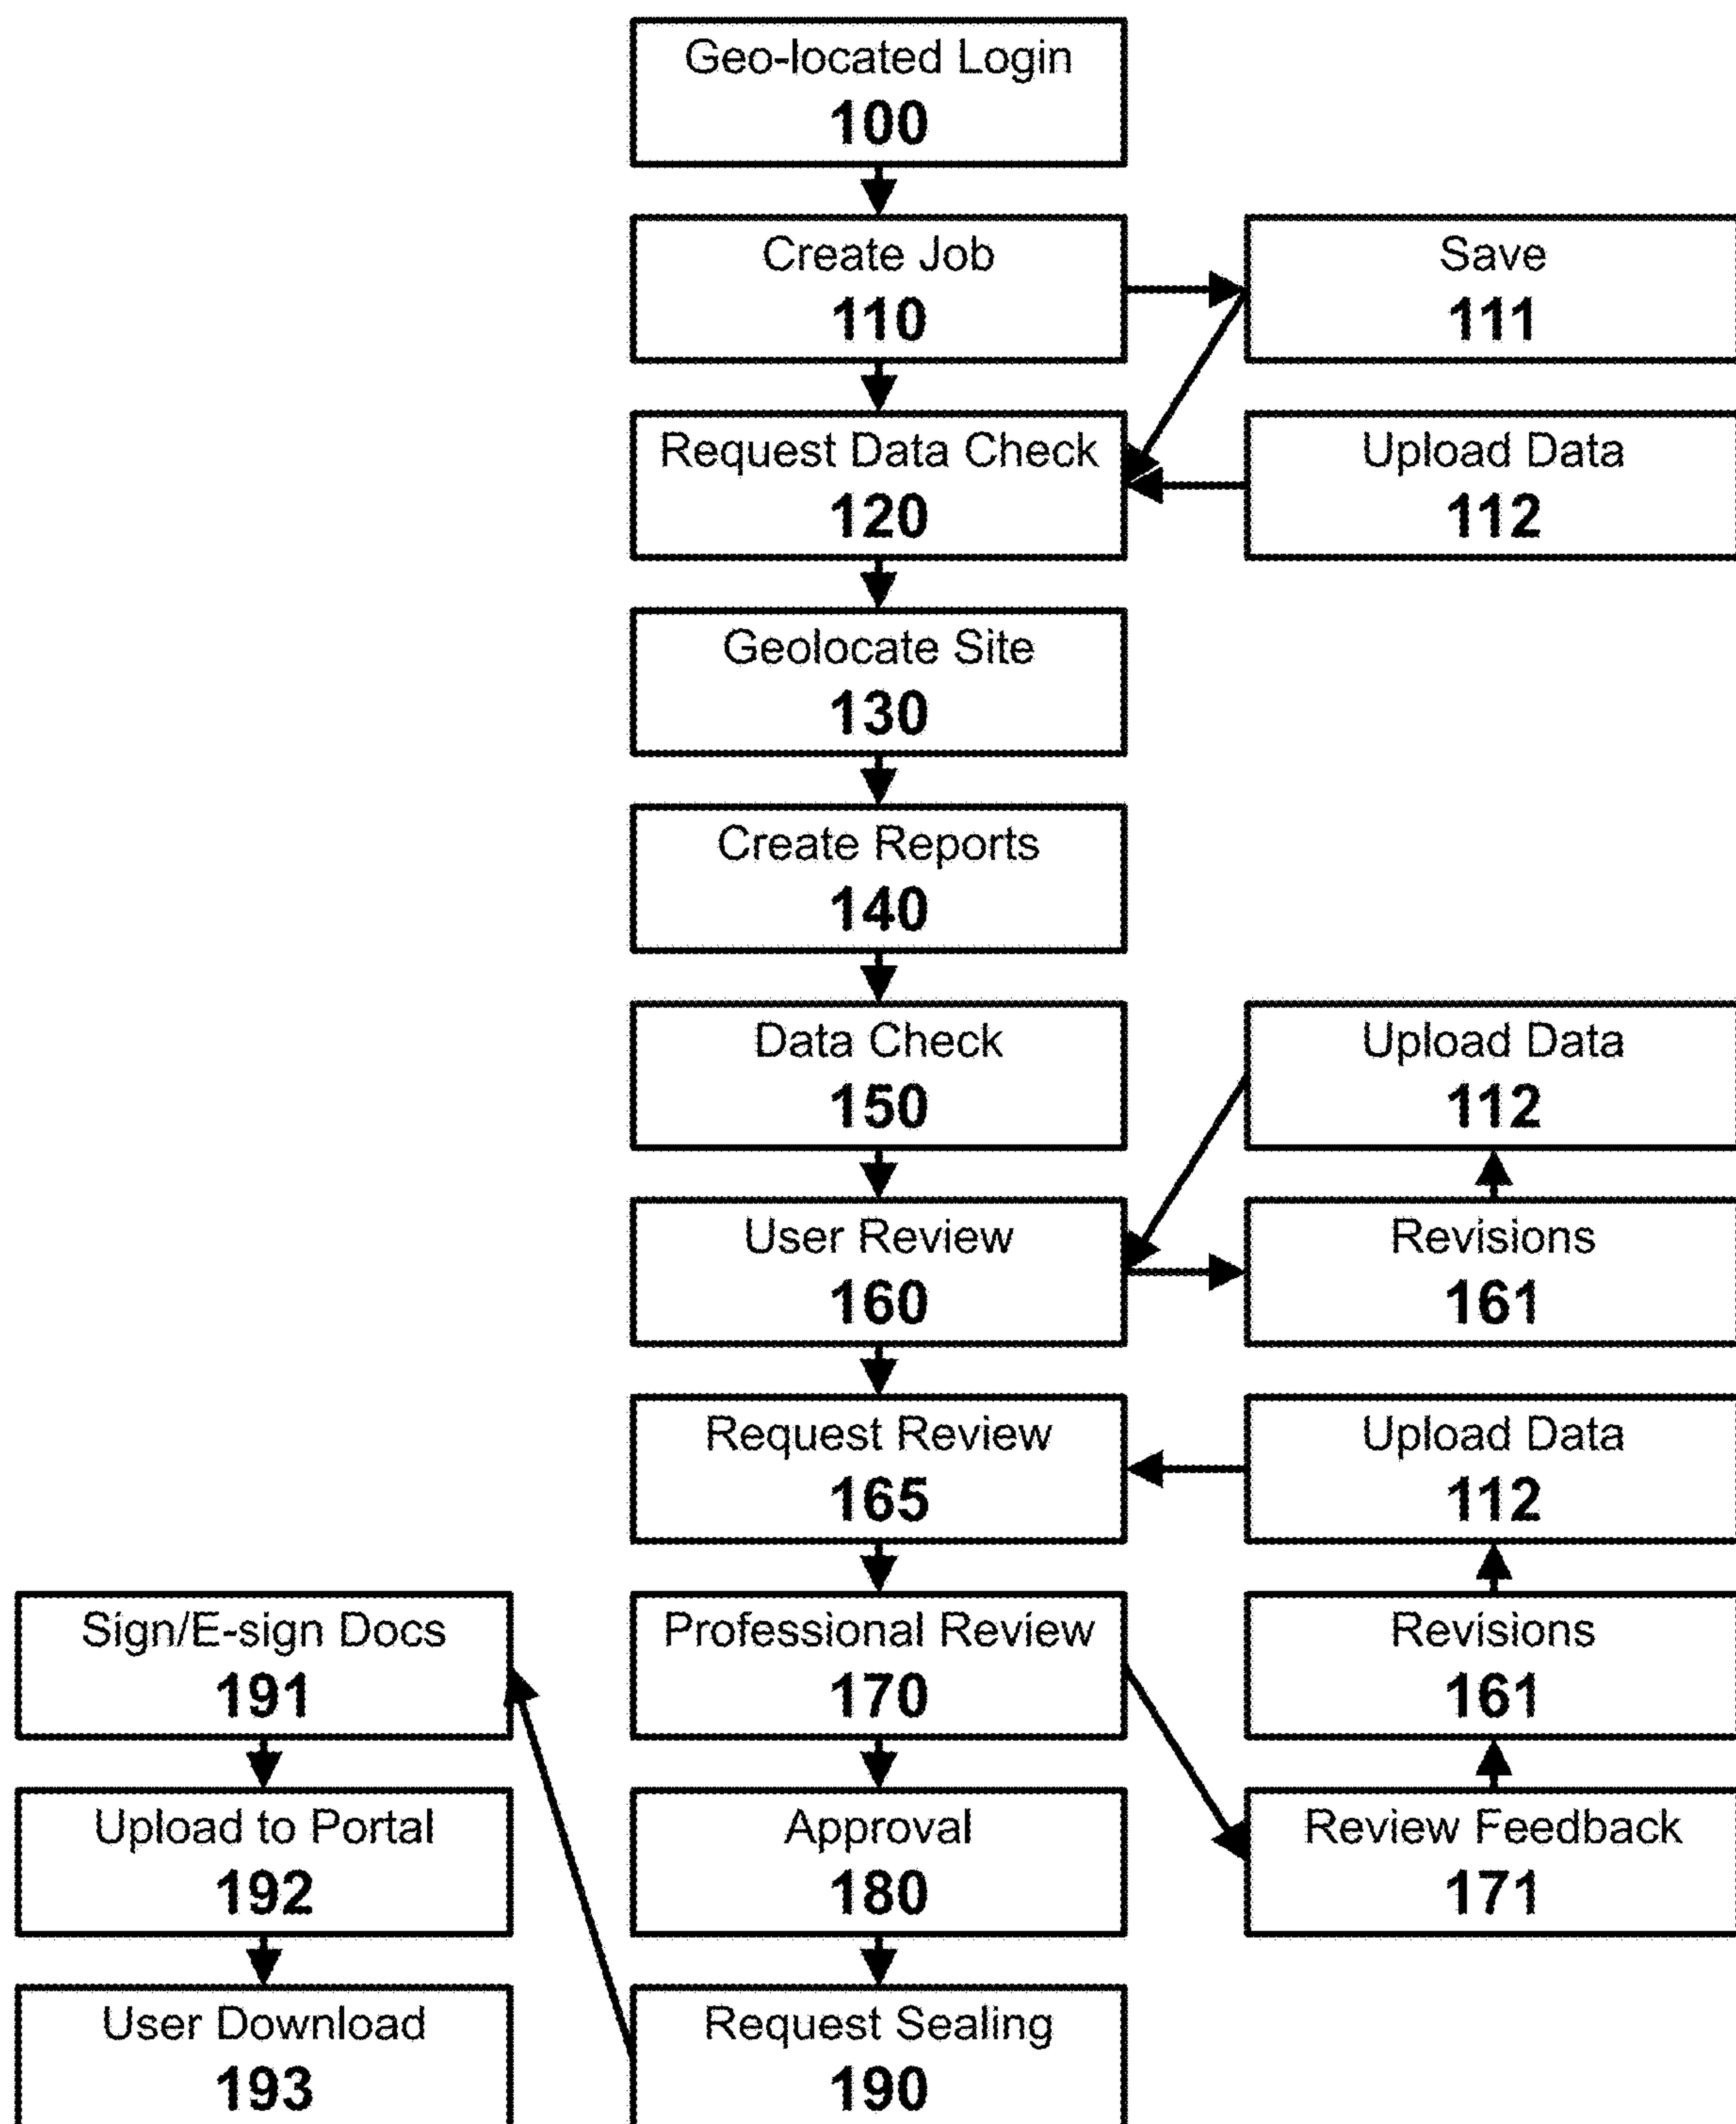 Geo-located Login
100
Create Job
110
Save
111
Request Data Check
120
Upload Data
112
Geolocate Site
130
Create Reports
140
Data Check
150
Upload Data
112
User Review
160
Revisions
161
Request Review
165
Upload Data
112
Sign/E-sign Docs
191
Professional Review
170
Revisions
161
Upload to Portal
192
Approval
180
Review Feedback
171
User Download
193
Request Sealing
190